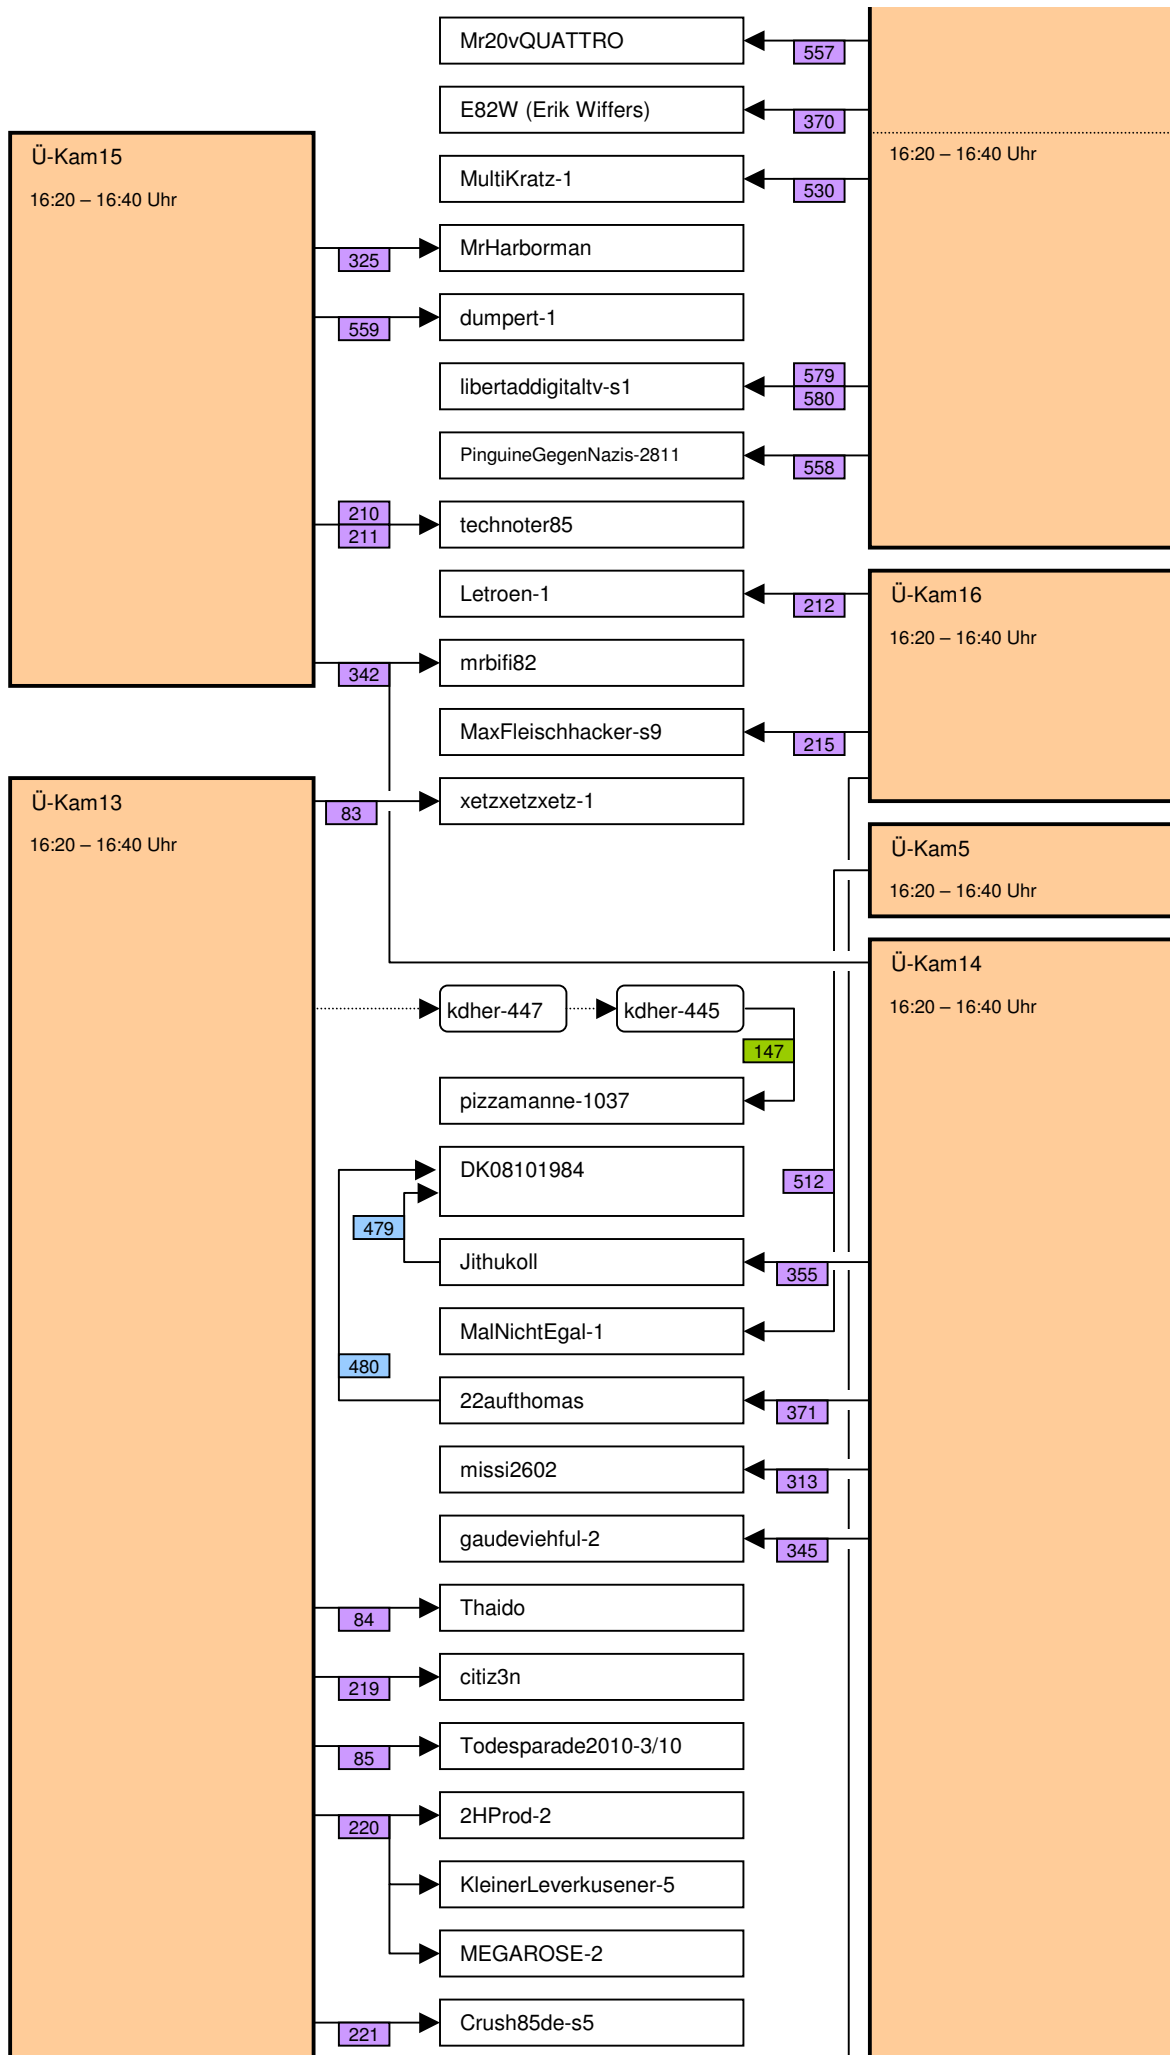 Mr20vQUATTRO
557
E82W (Erik Wiffers)
370
16:20 – 16:40 Uhr
Ü-Kam15
16:20 – 16:40 Uhr
MultiKratz-1
530
325
MrHarborman
559
dumpert-1
libertaddigitaltv-s1
579
580
PinguineGegenNazis-2811
558
210
211
technoter85
Letroen-1
212
Ü-Kam16
16:20 – 16:40 Uhr
342
mrbifi82
MaxFleischhacker-s9
215
Ü-Kam13
16:20 – 16:40 Uhr
83
xetzxetzxetz-1
Ü-Kam5
16:20 – 16:40 Uhr
Ü-Kam14
16:20 – 16:40 Uhr
kdher-447
kdher-445
147
pizzamanne-1037
DK08101984
512
479
Jithukoll
355
MalNichtEgal-1
480
22aufthomas
371
missi2602
313
gaudeviehful-2
345
84
Thaido
219
citiz3n
85
Todesparade2010-3/10
220
2HProd-2
KleinerLeverkusener-5
MEGAROSE-2
221
Crush85de-s5